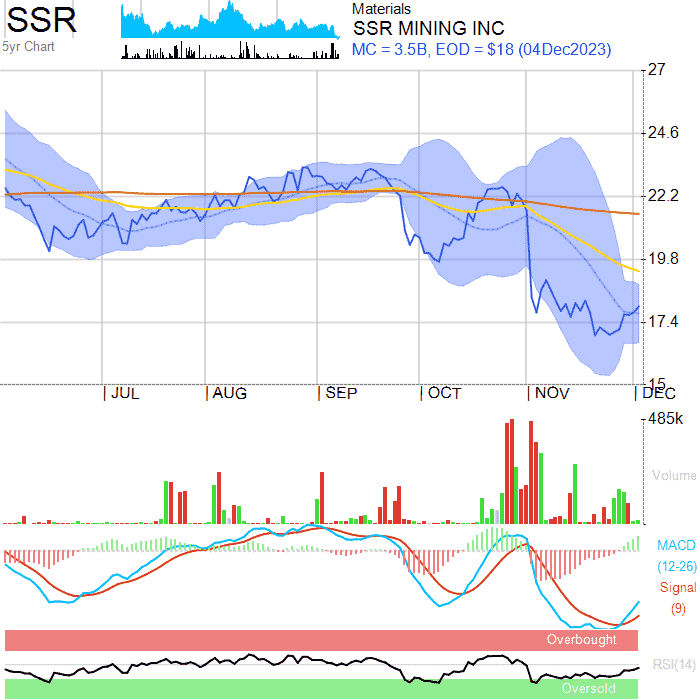 SSR
5yr Chart
Materials
SSR MINING INC
MC = 3.5B, EOD = $18 (04Dec2023)
27
24.6
22.2
19.8
17.4
15
JUL AUG SEP OCT NOV DEC
485k
Volume
MACD
(12-26)
Signal
(9)
Overbought
RSI(14)
Oversold